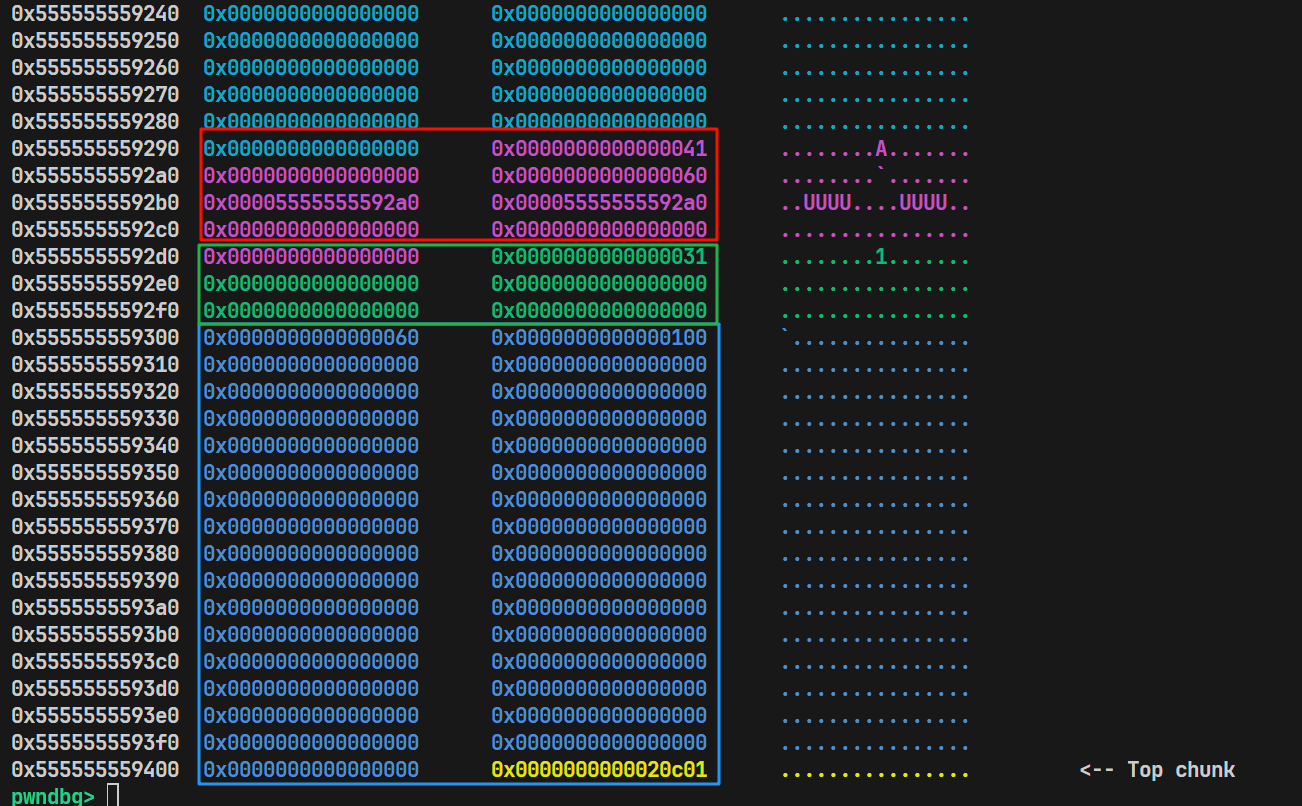 0x555555559240 0x0000000000000000 0x0000000000000000 ................
0x555555559250 0x0000000000000000 0x0000000000000000 ................
0x555555559260 0x0000000000000000 0x0000000000000000 ................
0x555555559270 0x0000000000000000 0x0000000000000000 ................
0x555555559280 0x0000000000000000 0x0000000000000000 ................
0x555555559290 0x0000000000000000 0x0000000000000041 ........A.......
0x5555555592a0 0x0000000000000000 0x0000000000000060 ........`.......
0x5555555592b0 0x00005555555592a0 0x00005555555592a0 ..UUUU....UUUU..
0x5555555592c0 0x0000000000000000 0x0000000000000000 ................
0x5555555592d0 0x0000000000000000 0x0000000000000031 ........1.......
0x5555555592e0 0x0000000000000000 0x0000000000000000 ................
0x5555555592f0 0x0000000000000000 0x0000000000000000 ................
0x555555559300 0x0000000000000060 0x0000000000000100 `...............
0x555555559310 0x0000000000000000 0x0000000000000000 ................
0x555555559320 0x0000000000000000 0x0000000000000000 ................
0x555555559330 0x0000000000000000 0x0000000000000000 ................
0x555555559340 0x0000000000000000 0x0000000000000000 ................
0x555555559350 0x0000000000000000 0x0000000000000000 ................
0x555555559360 0x0000000000000000 0x0000000000000000 ................
0x555555559370 0x0000000000000000 0x0000000000000000 ................
0x555555559380 0x0000000000000000 0x0000000000000000 ................
0x555555559390 0x0000000000000000 0x0000000000000000 ................
0x5555555593a0 0x0000000000000000 0x0000000000000000 ................
0x5555555593b0 0x0000000000000000 0x0000000000000000 ................
0x5555555593c0 0x0000000000000000 0x0000000000000000 ................
0x5555555593d0 0x0000000000000000 0x0000000000000000 ................
0x5555555593e0 0x0000000000000000 0x0000000000000000 ................
0x5555555593f0 0x0000000000000000 0x0000000000000000 ................
0x555555559400 0x0000000000000000 0x0000000000020c01 ................ <-- Top chunk
pwndbg>